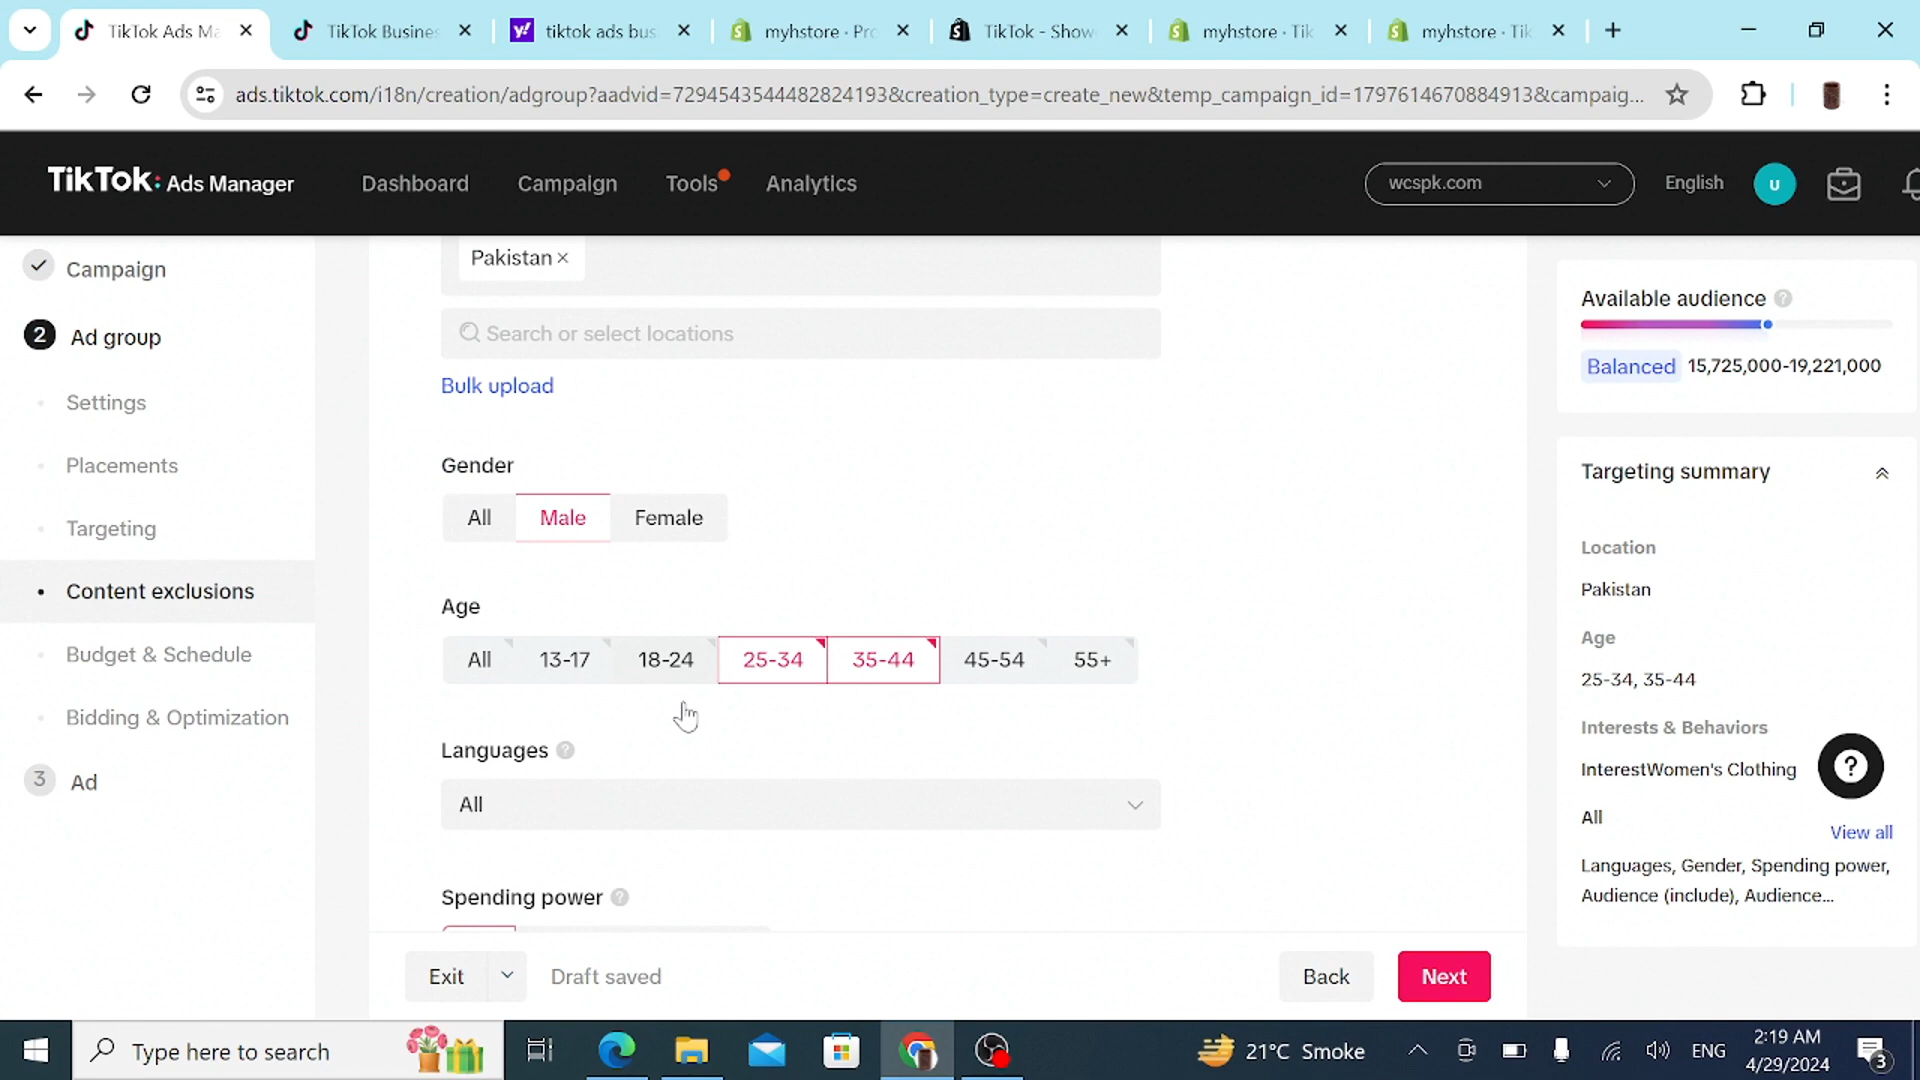 TikTok Ads Ma
TikTok Busines
tiktok ads bus
myhstore · Pro
TikTok - Show
myhstore · Tik
myhstore · Tik
ads.tiktok.com/i18n/creation/adgroup?aadvid=7294543544482824193&creation_type=create_new&temp_campaign_id=1797614670884913&campaig...
TikTok: Ads Manager
Dashboard
Campaign
Tools
Analytics
wcspk.com
English
U
Campaign
2 Ad group
Settings
Placements
Targeting
Content exclusions
Budget & Schedule
Bidding & Optimization
3 Ad
Pakistan ×
Search or select locations
Bulk upload
Gender
All Male Female
Age
All 13-17 18-24 25-34 35-44 45-54 55+
Languages ?
All
Spending power ?
Exit
Draft saved
Back
Next
Available audience ?
Balanced 15,725,000-19,221,000
Targeting summary
Location
Pakistan
Age
25-34, 35-44
Interests & Behaviors
InterestWomen's Clothing
?
All
View all
Languages, Gender, Spending power,
Audience (include), Audience...
Type here to search
21°C Smoke
ENG
2:19 AM
4/29/2024
3